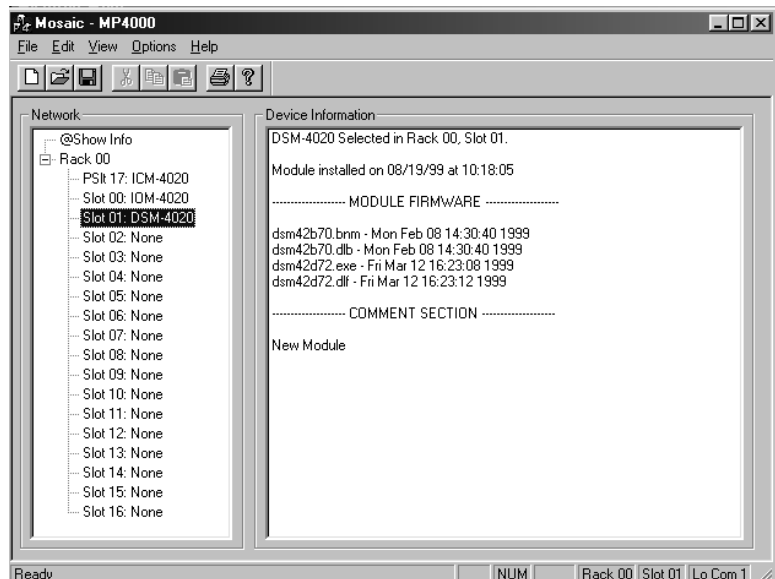 Mosaic - MP4000
File Edit View Options Help
Network
@Show Info
Rack 00
PSlt 17: ICM-4020
Slot 00: IOM-4020
Slot 01: DSM-4020
Slot 02: None
Slot 03: None
Slot 04: None
Slot 05: None
Slot 06: None
Slot 07: None
Slot 08: None
Slot 09: None
Slot 10: None
Slot 11: None
Slot 12: None
Slot 13: None
Slot 14: None
Slot 15: None
Slot 16: None
Device Information
DSM-4020 Selected in Rack 00, Slot 01.
Module installed on 08/19/99 at 10:18:05
------------------- MODULE FIRMWARE -------------------
dsm42b70.bnm - Mon Feb 08 14:30:40 1999
dsm42b70.dlb - Mon Feb 08 14:30:40 1999
dsm42d72.exe - Fri Mar 12 16:23:08 1999
dsm42d72.dlf - Fri Mar 12 16:23:12 1999
------------------- COMMENT SECTION -------------------
New Module
Ready NUM Rack 00 Slot 01 Lo Com 1